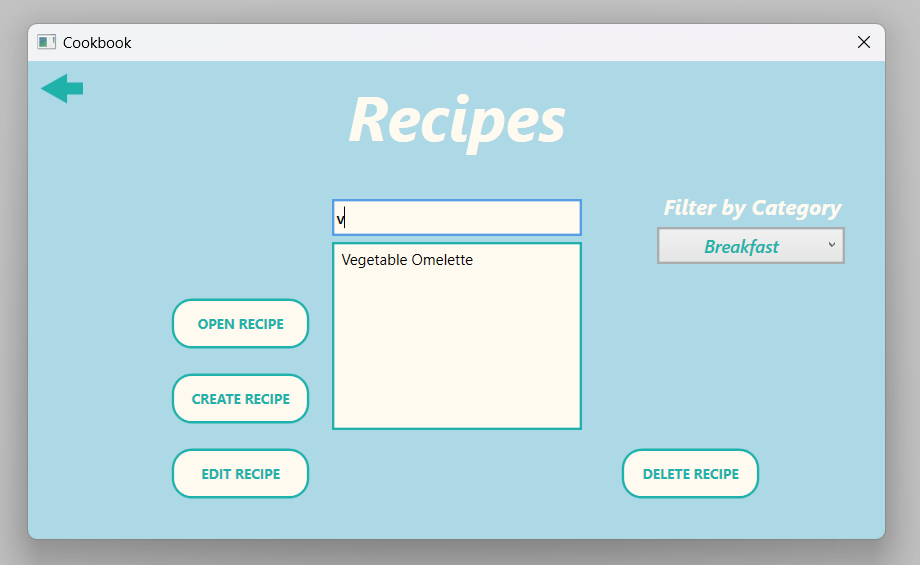 Cookbook
Recipes
v
Filter by Category
Breakfast
Vegetable Omelette
OPEN RECIPE
CREATE RECIPE
EDIT RECIPE
DELETE RECIPE